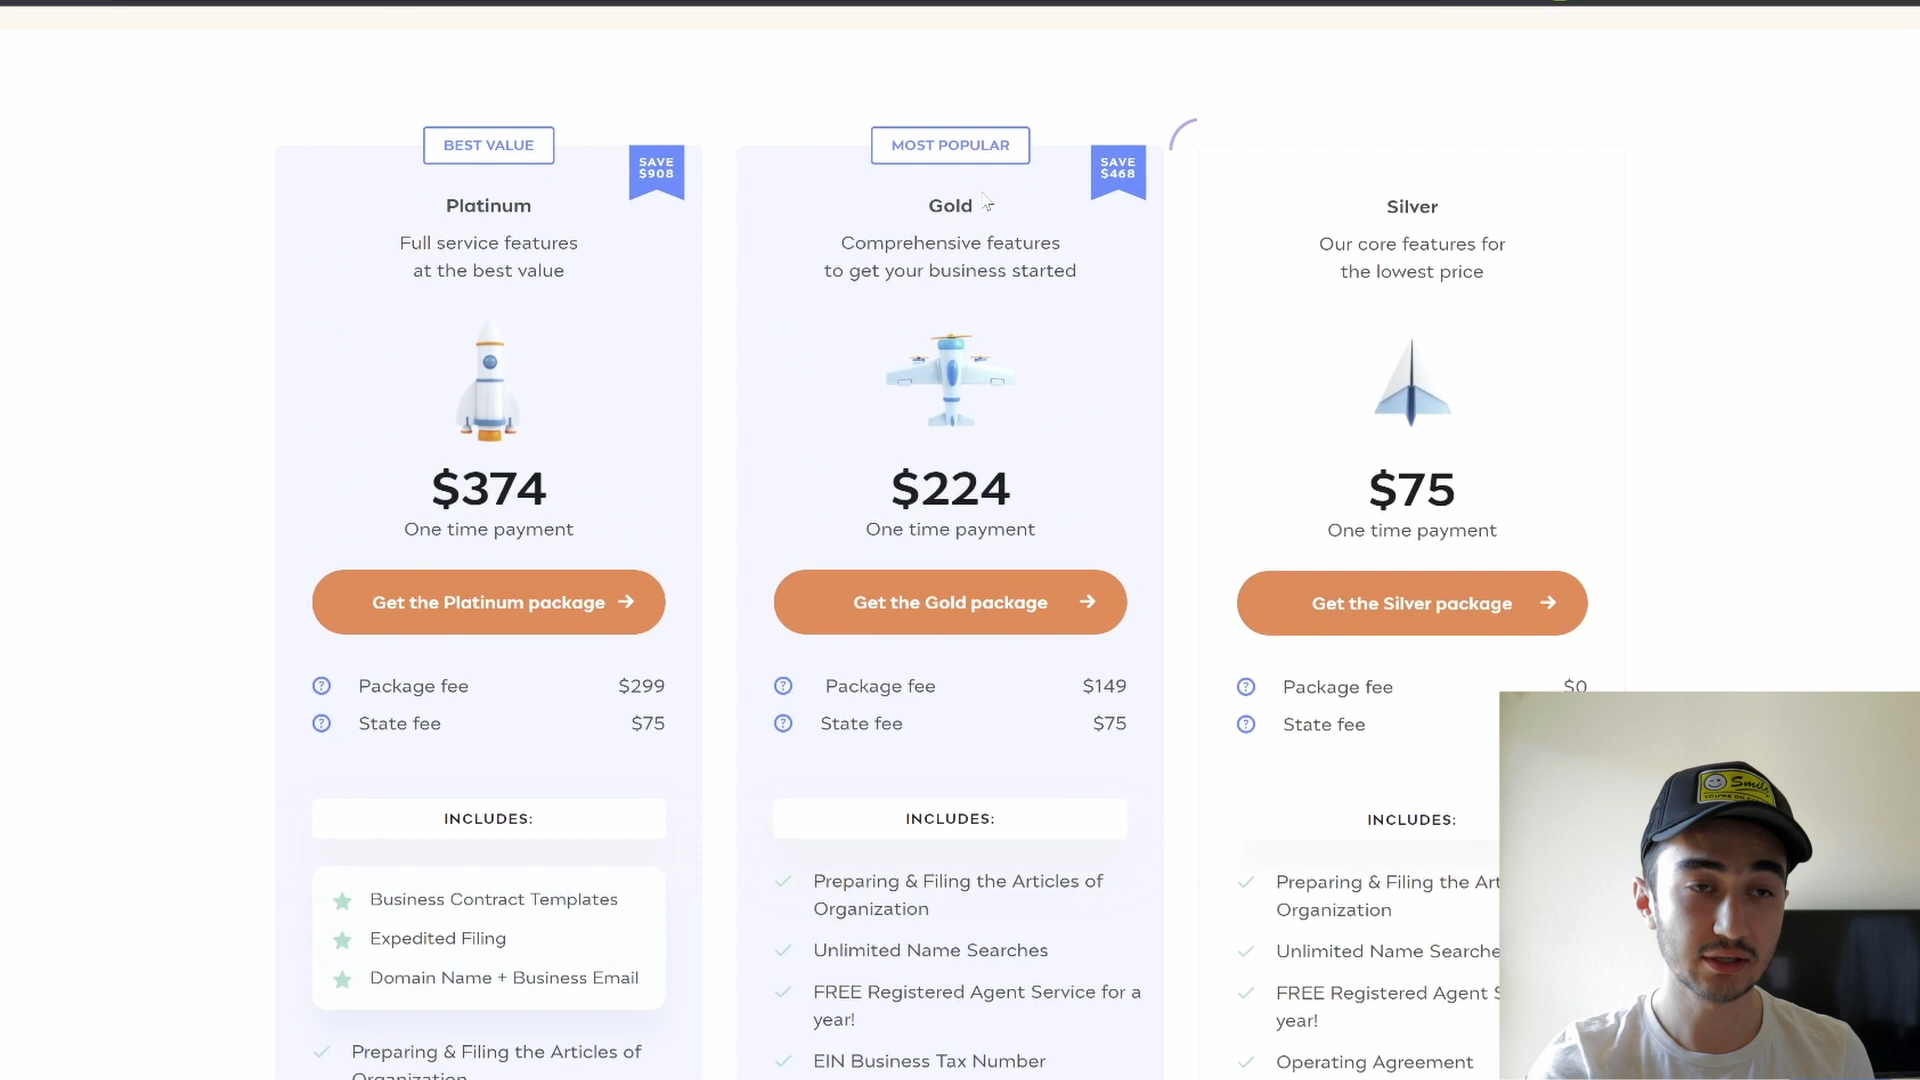 BEST VALUE
SAVE
$908
Platinum
Full service features
at the best value
$374
One time payment
Get the Platinum package
Package fee $299
State fee $75
INCLUDES:
Business Contract Templates
Expedited Filing
Domain Name + Business Email
Preparing & Filing the Articles of
Organization
MOST POPULAR
SAVE
$468
Gold
Comprehensive features
to get your business started
$224
One time payment
Get the Gold package
Package fee $149
State fee $75
INCLUDES:
Preparing & Filing the Articles of
Organization
Unlimited Name Searches
FREE Registered Agent Service for a
year!
EIN Business Tax Number
Silver
Our core features for
the lowest price
$75
One time payment
Get the Silver package
Package fee $0
State fee
INCLUDES:
Preparing & Filing the Art
Organization
Unlimited Name Searche
FREE Registered Agent S
year!
Operating Agreement
Smile